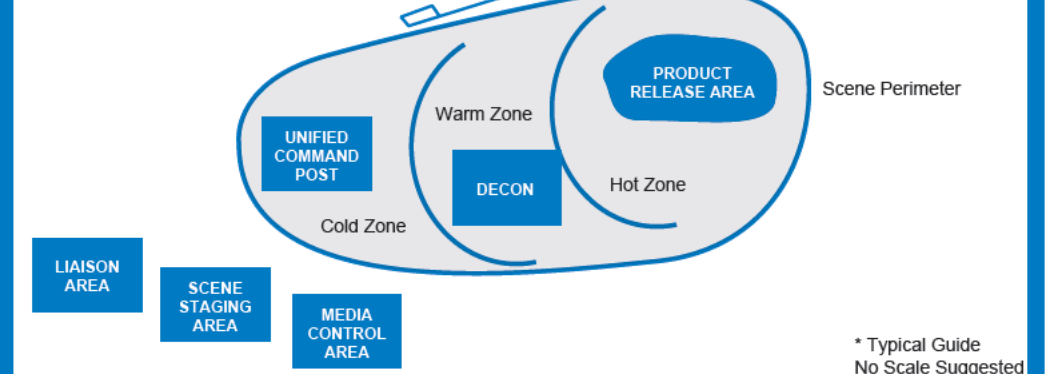 PRODUCT
RELEASE AREA
Scene Perimeter
Warm Zone
UNIFIED
COMMAND
POST
DECON
Hot Zone
Cold Zone
LIAISON
AREA
SCENE
STAGING
AREA
MEDIA
CONTROL
AREA
* Typical Guide
No Scale Suggested